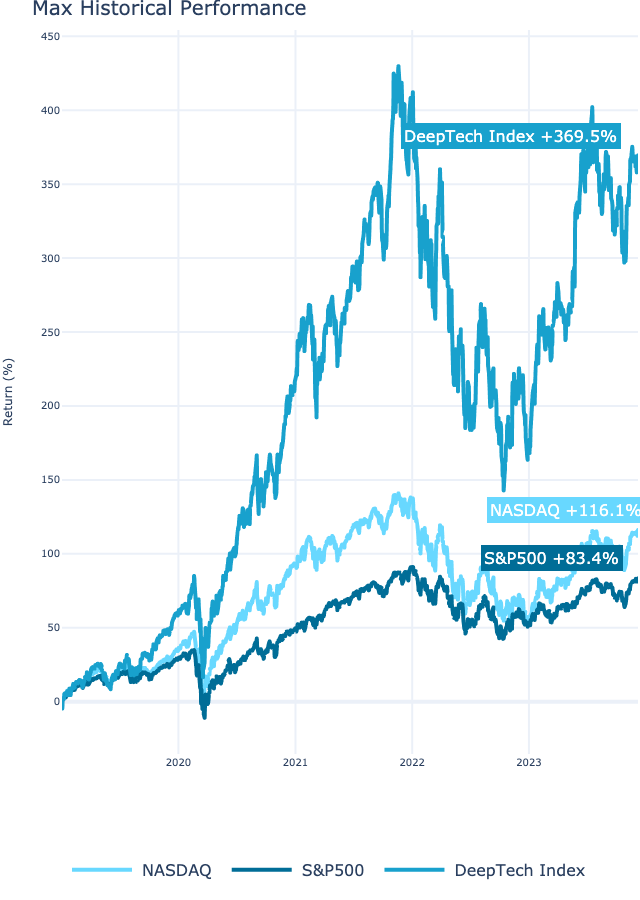 Max Historical Performance
450
400
350
300
250
200
150
100
50
0
Return (%)
DeepTech Index +369.5%
NASDAQ +116.1%
S&P500 +83.4%
2020
2021
2022
2023
NASDAQ
S&P500
DeepTech Index